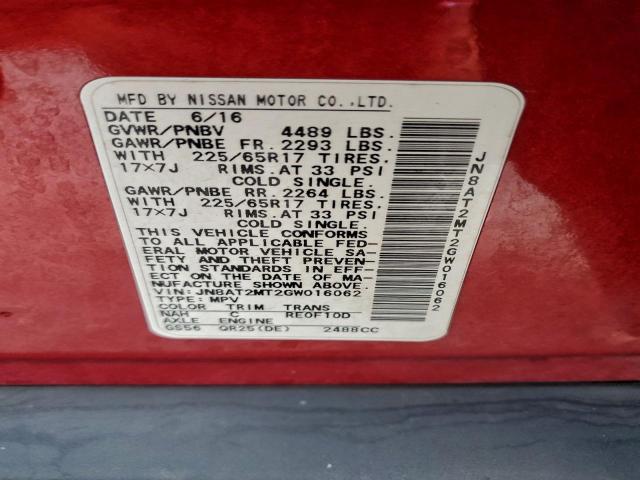 MFD BY NISSAN MOTOR CO.,LTD.
DATE 6/16
GVWR/PNBV 4489 LBS.
GAWR/PNBE FR. 2293 LBS.
WITH 225/65R17 TIRES.
17×7J RIMS.AT 33 PSI
COLD SINGLE.
GAWR/PNBE RR. 2264 LBS.
WITH 225/65R17 TIRES.
17×7J RIMS.AT 33 PSI
COLD SINGLE.
THIS VEHICLE CONFORMS
TO ALL APPLICABLE FED-
ERAL MOTOR VEHICLE SA-
FETY AND THEFT PREVEN-
TION STANDARDS IN EFF-
ECT ON THE DATE OF MA-
NUFACTURE SHOWN ABOVE.
VIN: JN8AT2MT2GW016062
TYPE: MPV
COLOR TRIM TRANS
NAH C RE0F10D
AXLE ENGINE
GS56 QR25(DE) 2488CC
JN8AT2MT2GW016062